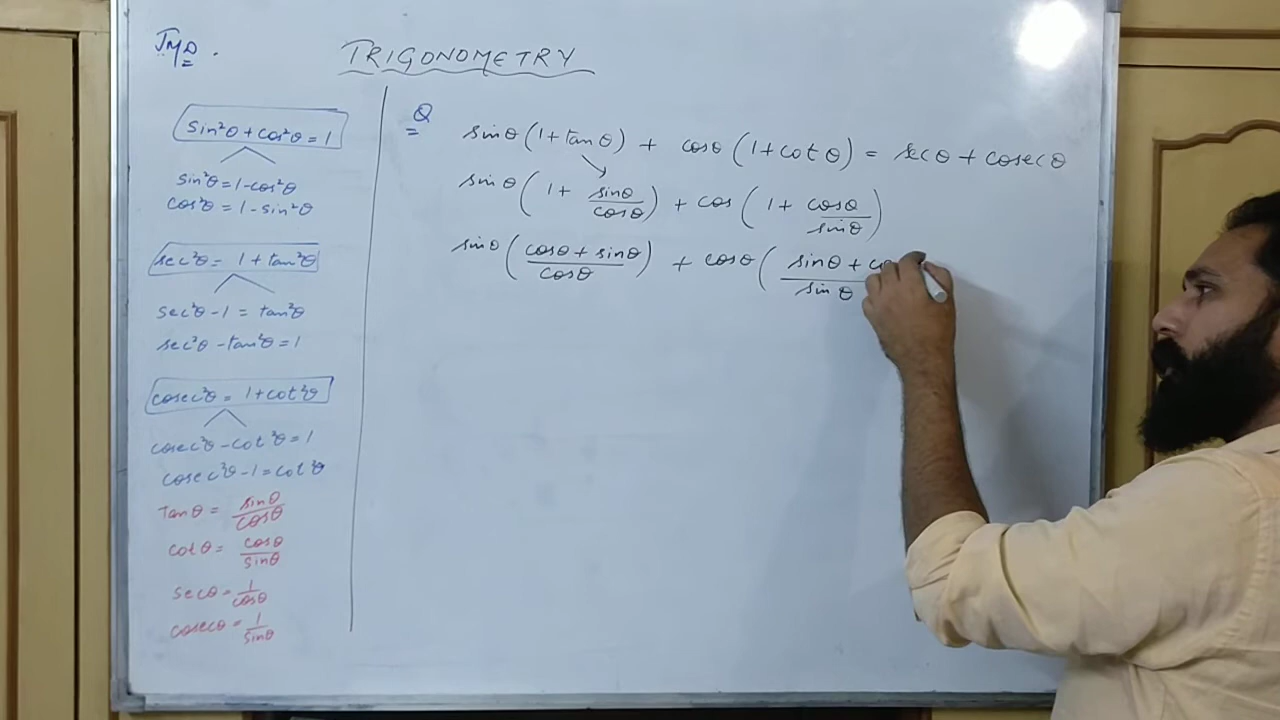 JMD.
TRIGONOMETRY
sin²θ + cos²θ = 1
sin²θ = 1 - cos²θ
cos²θ = 1 - sin²θ
sec²θ = 1 + tan²θ
sec²θ - 1 = tan²θ
sec²θ - tan²θ = 1
cosec²θ = 1 + cot²θ
cosec²θ - cot²θ = 1
cosec²θ - 1 = cot²θ
Tanθ = sinθ/cosθ
cotθ = cosθ/sinθ
secθ = 1/cosθ
cosecθ = 1/sinθ
Q
sinθ (1 + tanθ) + cosθ (1 + cotθ) = secθ + cosecθ
sinθ (1 + sinθ/cosθ) + cos (1 + cosθ/sinθ)
sinθ (cosθ + sinθ/cosθ) + cosθ ( sinθ + /sinθ